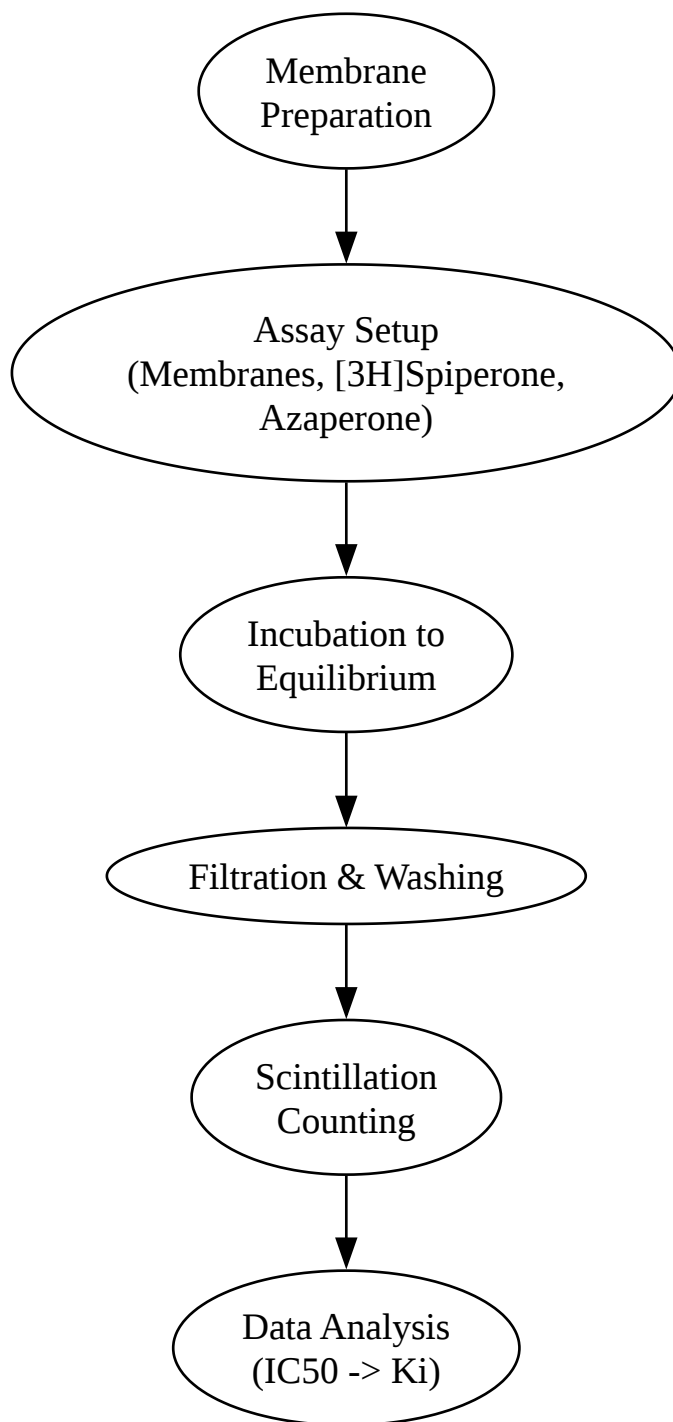 Membrane
Preparation
Assay Setup
(Membranes, [3H]Spiperone,
Azaperone)
Incubation to
Equilibrium
Filtration & Washing
Scintillation
Counting
Data Analysis
(IC50 -> Ki)